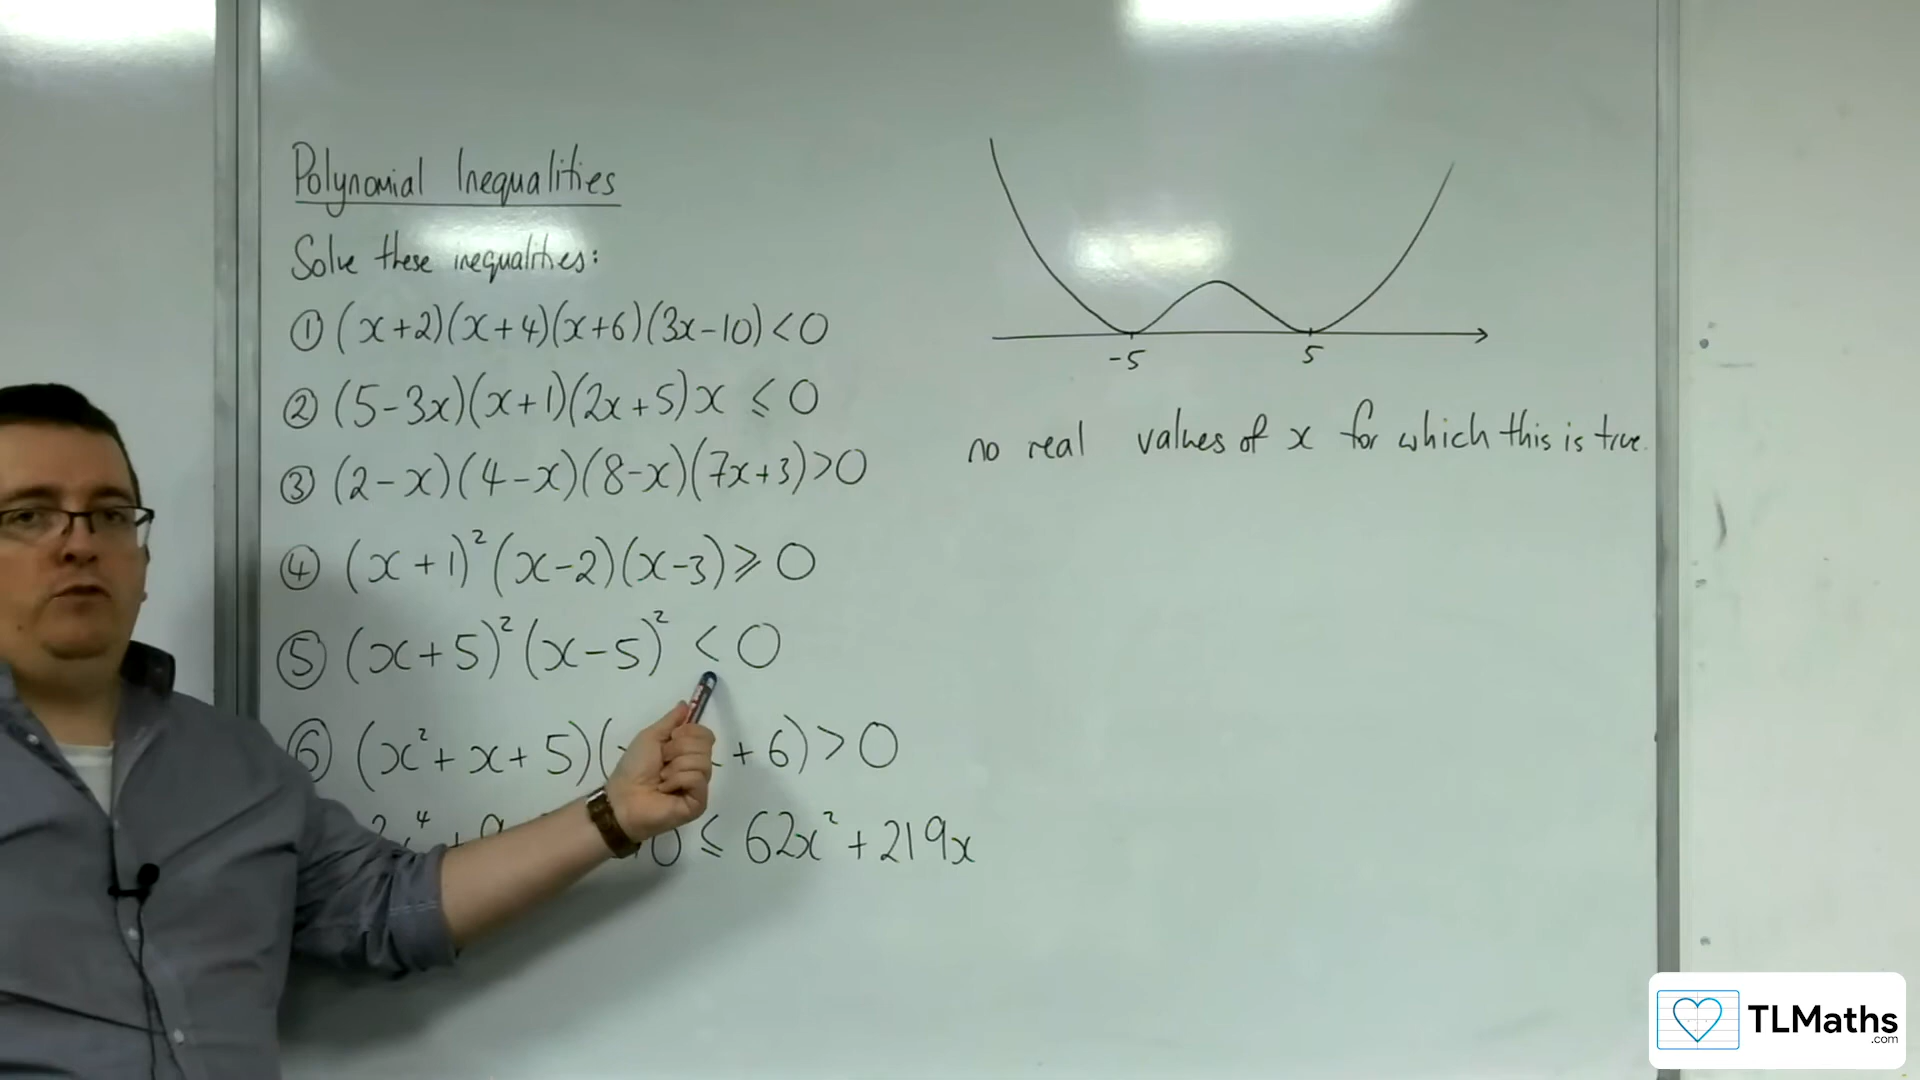 Polynomial Inequalities
Solve these inequalities:
① (x+2)(x+4)(x+6)(3x-10)<0
② (5-3x)(x+1)(2x+5)x ≤ 0
③ (2-x)(4-x)(8-x)(7x+3)>0
④ (x+1)²(x-2)(x-3)≥0
⑤ (x+5)²(x-5)² <0
⑥ (x²+x+5)( +6)>0
⁴+ 0 ≤ 62x²+219x
-5 5
no real values of x for which this is true.
TLMaths
.com